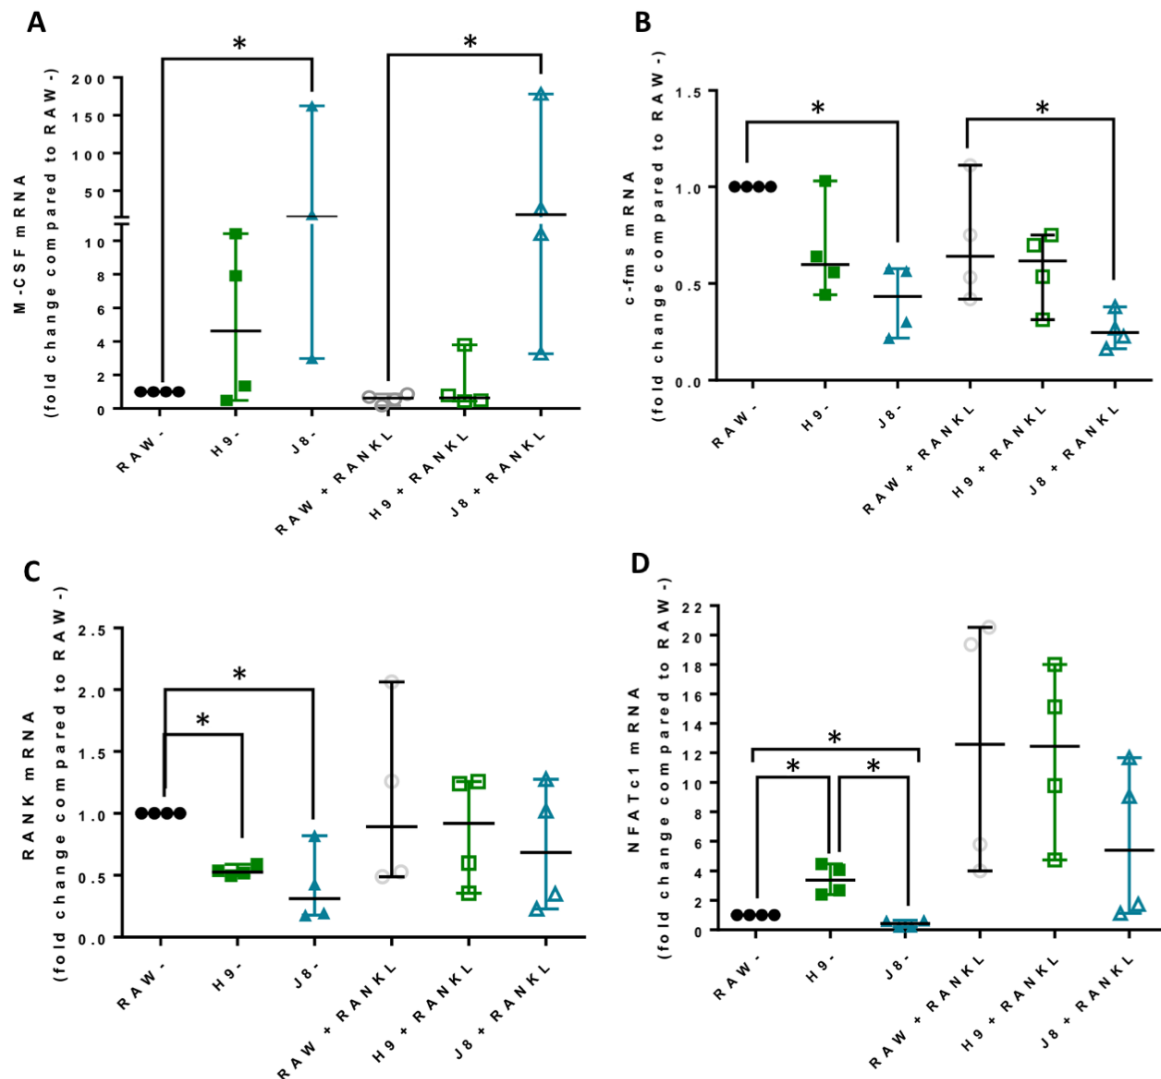 A
M-CSF mRNA
(fold change compared to RAW-)
200
150
100
50
10
8
6
4
2
0
*
*
RAW-
H9-
J8-
RAW + RANKL
H9 + RANKL
J8 + RANKL
B
c-fms mRNA
(fold change compared to RAW-)
1.5
1.0
0.5
0.0
*
*
RAW-
H9-
J8-
RAW + RANKL
H9 + RANKL
J8 + RANKL
C
RANK mRNA
(fold change compared to RAW-)
2.5
2.0
1.5
1.0
0.5
0.0
*
*
RAW-
H9-
J8-
RAW + RANKL
H9 + RANKL
J8 + RANKL
D
NFATc1 mRNA
(fold change compared to RAW-)
22
20
18
16
14
12
10
8
6
4
2
0
*
*
*
RAW-
H9-
J8-
RAW + RANKL
H9 + RANKL
J8 + RANKL